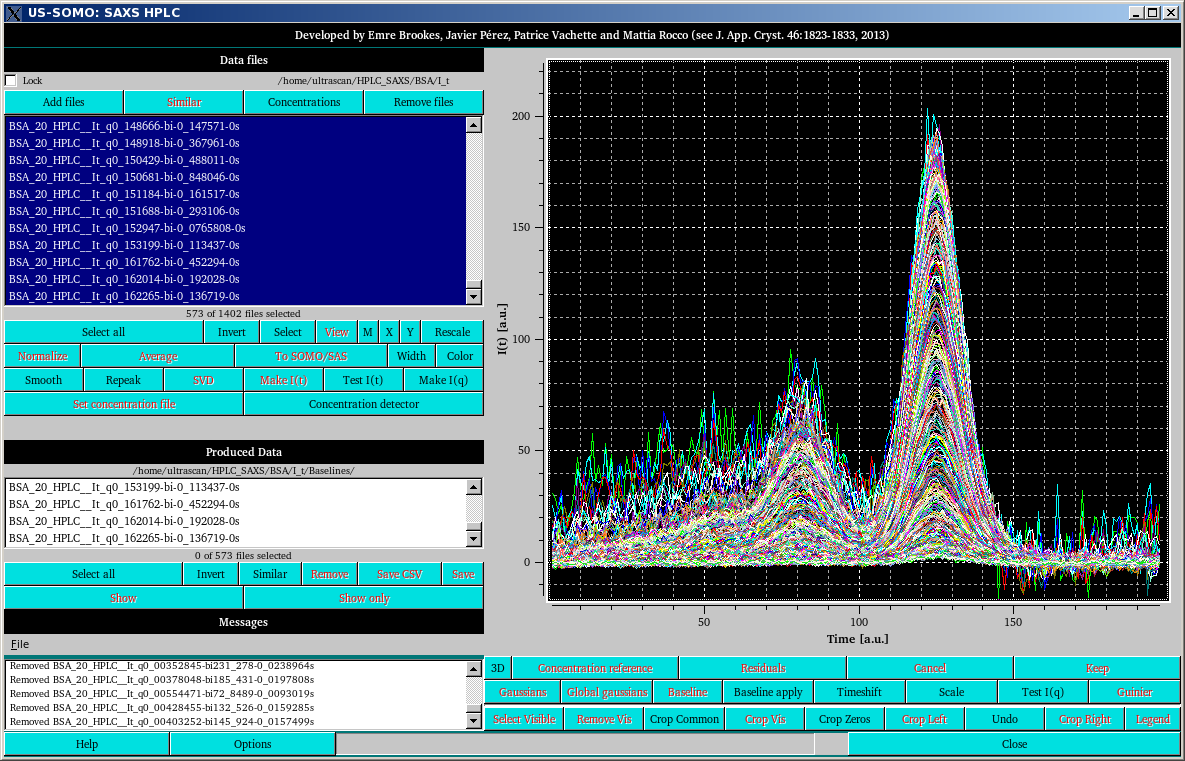 US-SOMO: SAXS HPLC
Developed by Emre Brookes, Javier Pérez, Patrice Vachette and Mattia Rocco (see J. App. Cryst. 46:1823-1833, 2013)
Data files
Lock /home/ultrascan/HPLC_SAXS/BSA/I_t
Add files Similar Concentrations Remove files
BSA_20_HPLC__It_q0_148666-bi-0_147571-0s
BSA_20_HPLC__It_q0_148918-bi-0_367961-0s
BSA_20_HPLC__It_q0_150429-bi-0_488011-0s
BSA_20_HPLC__It_q0_150681-bi-0_848046-0s
BSA_20_HPLC__It_q0_151184-bi-0_161517-0s
BSA_20_HPLC__It_q0_151688-bi-0_293106-0s
BSA_20_HPLC__It_q0_152947-bi-0_0765808-0s
BSA_20_HPLC__It_q0_153199-bi-0_113437-0s
BSA_20_HPLC__It_q0_161762-bi-0_452294-0s
BSA_20_HPLC__It_q0_162014-bi-0_192028-0s
BSA_20_HPLC__It_q0_162265-bi-0_136719-0s
573 of 1402 files selected
Select all Invert Select View M X Y Rescale
Normalize Average To SOMO/SAS Width Color
Smooth Repeak SVD Make I(t) Test I(t) Make I(q)
Set concentration file Concentration detector
Produced Data
/home/ultrascan/HPLC_SAXS/BSA/I_t/Baselines/
BSA_20_HPLC__It_q0_153199-bi-0_113437-0s
BSA_20_HPLC__It_q0_161762-bi-0_452294-0s
BSA_20_HPLC__It_q0_162014-bi-0_192028-0s
BSA_20_HPLC__It_q0_162265-bi-0_136719-0s
0 of 573 files selected
Select all Invert Similar Remove Save CSV Save
Show Show only
Messages
File
Removed BSA_20_HPLC__It_q0_00352845-bi231_278-0_0238964s
Removed BSA_20_HPLC__It_q0_00378048-bi185_431-0_0197808s
Removed BSA_20_HPLC__It_q0_00554471-bi72_8489-0_0093019s
Removed BSA_20_HPLC__It_q0_00428455-bi132_526-0_0159285s
Removed BSA_20_HPLC__It_q0_00403252-bi145_924-0_0157499s
Help Options
200
150
100
50
0
I(t) [a.u.]
50 100 150
Time [a.u.]
3D Concentration reference Residuals Cancel Keep
Gaussians Global gaussians Baseline Baseline apply Timeshift Scale Test I(q) Guinier
Select Visible Remove Vis Crop Common Crop Vis Crop Zeros Crop Left Undo Crop Right Legend
Close